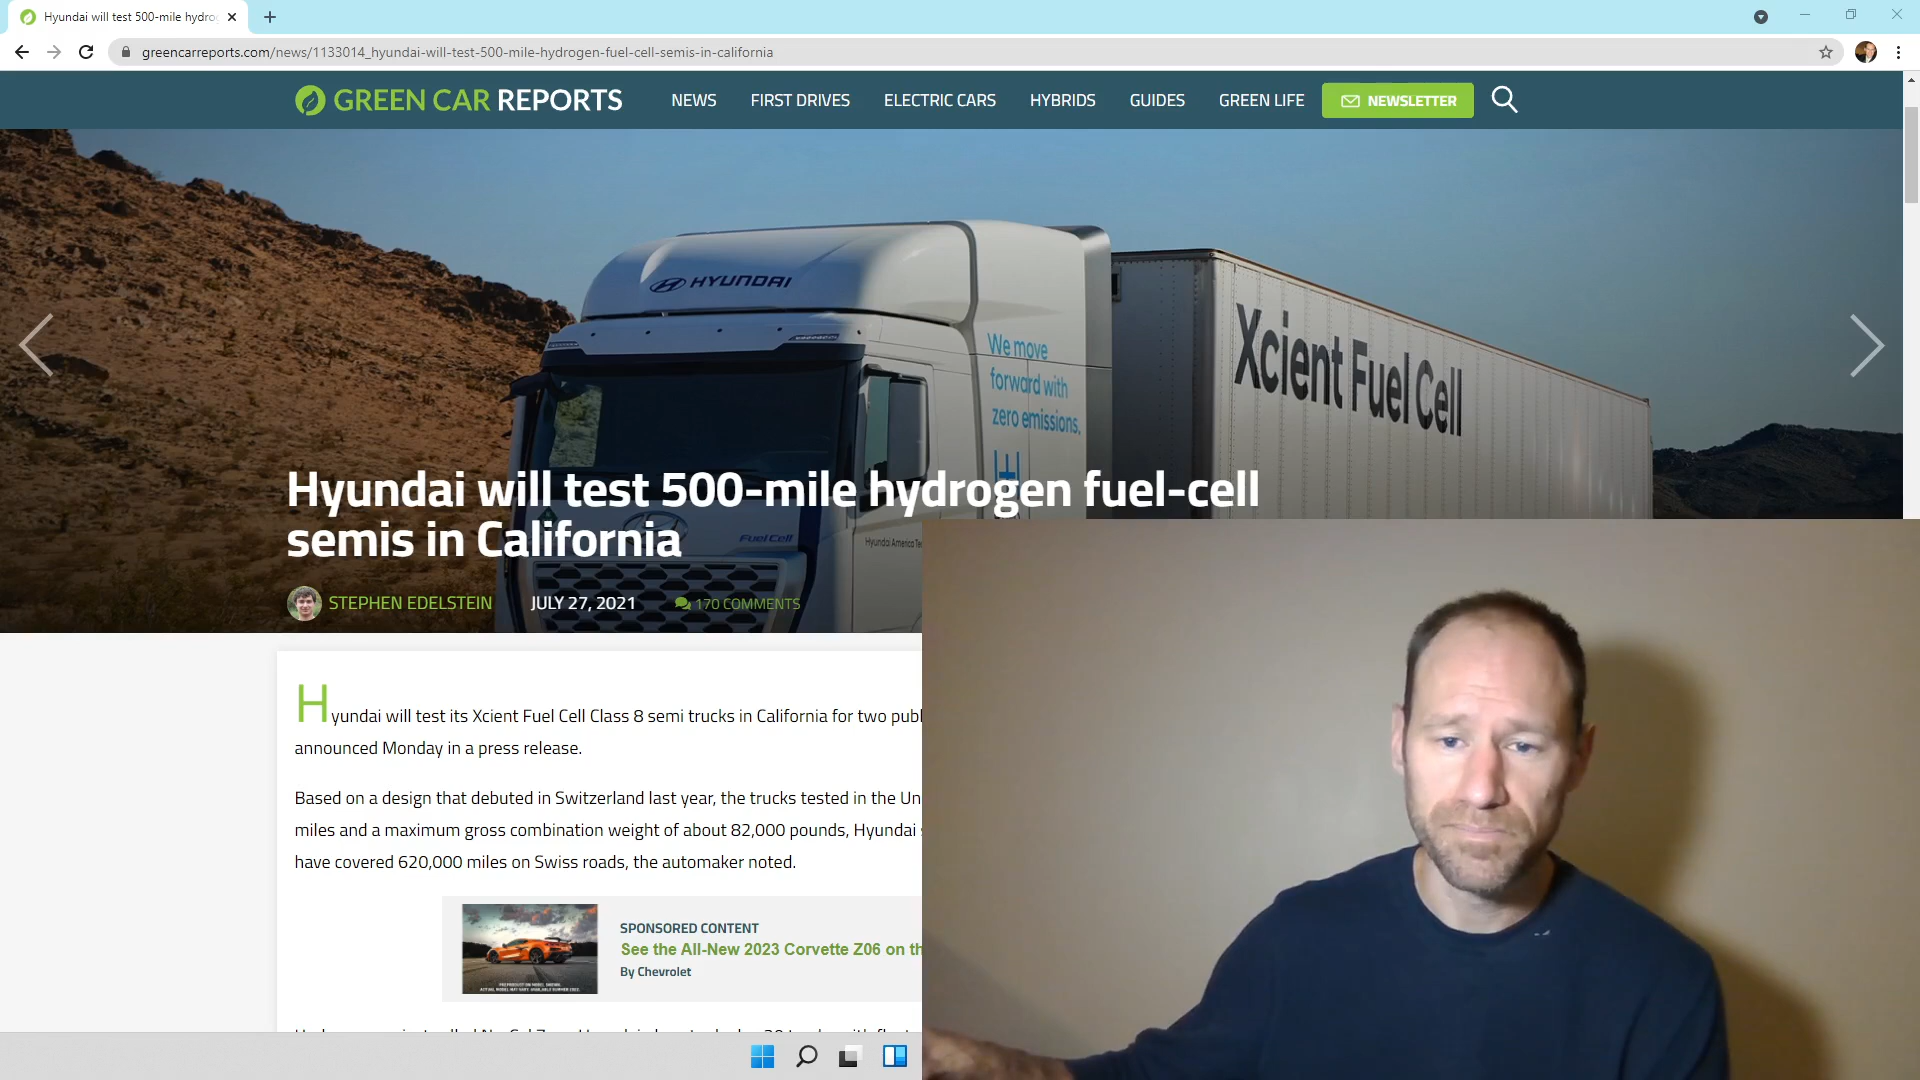 Hyundai will test 500-mile hydro
greencarreports.com/news/1133014_hyundai-will-test-500-mile-hydrogen-fuel-cell-semis-in-california
GREEN CAR REPORTS
NEWS
FIRST DRIVES
ELECTRIC CARS
HYBRIDS
GUIDES
GREEN LIFE
NEWSLETTER
HYUNDAI
We move
forward with
zero emissions.
Xcient Fuel Cell
Hyundai will test 500-mile hydrogen fuel-cell
semis in California
Fuel Cell
Hyundai America
STEPHEN EDELSTEIN
JULY 27, 2021
170 COMMENTS
Hyundai will test its Xcient Fuel Cell Class 8 semi trucks in California for two publ
announced Monday in a press release.
Based on a design that debuted in Switzerland last year, the trucks tested in the Un
miles and a maximum gross combination weight of about 82,000 pounds, Hyundai
have covered 620,000 miles on Swiss roads, the automaker noted.
SPONSORED CONTENT
See the All-New 2023 Corvette Z06 on th
By Chevrolet